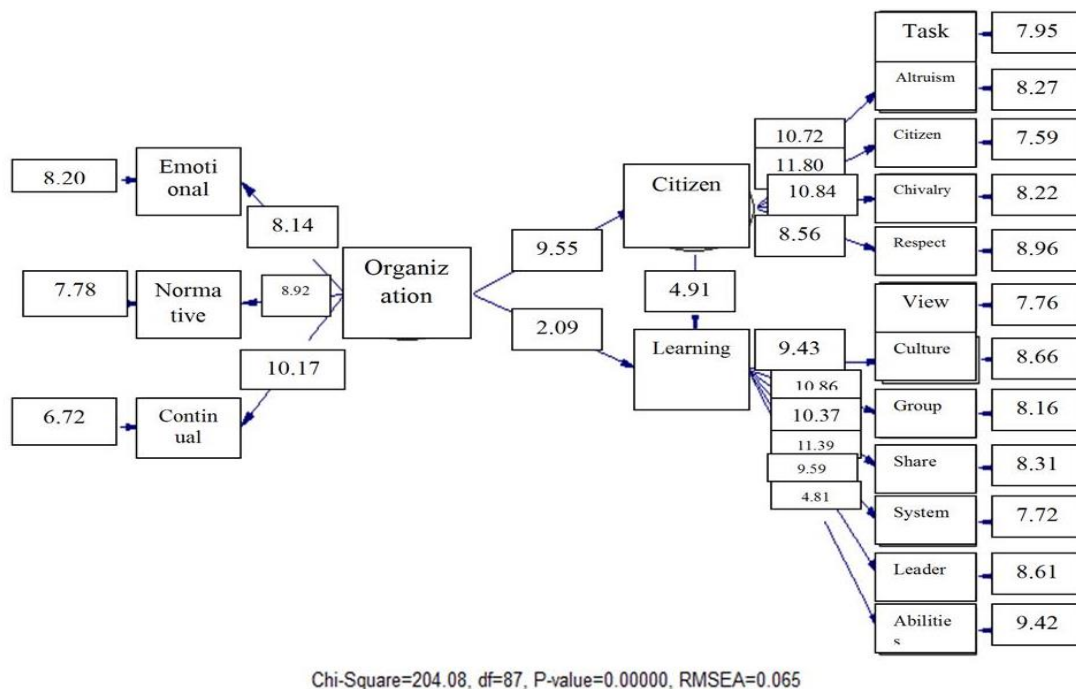 Task
7.95
Altruism
8.27
10.72
Citizen
7.59
11.80
8.20
Emoti
onal
Citizen
10.84
Chivalry
8.22
8.14
9.55
8.56
Respect
8.96
7.78
Norma
tive
8.92
Organiz
ation
4.91
View
7.76
2.09
Learning
9.43
Culture
8.66
10.17
10.86
10.37
Group
8.16
6.72
Contin
ual
11.39
Share
8.31
9.59
4.81
System
7.72
Leader
8.61
Abilitie
s
9.42
Chi-Square=204.08, df=87, P-value=0.00000, RMSEA=0.065